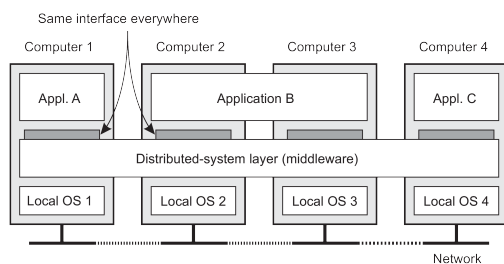 Same interface everywhere
Computer 1
Computer 2
Computer 3
Computer 4
Appl. A
Application B
Appl. C
Distributed-system layer (middleware)
Local OS 1
Local OS 2
Local OS 3
Local OS 4
Network